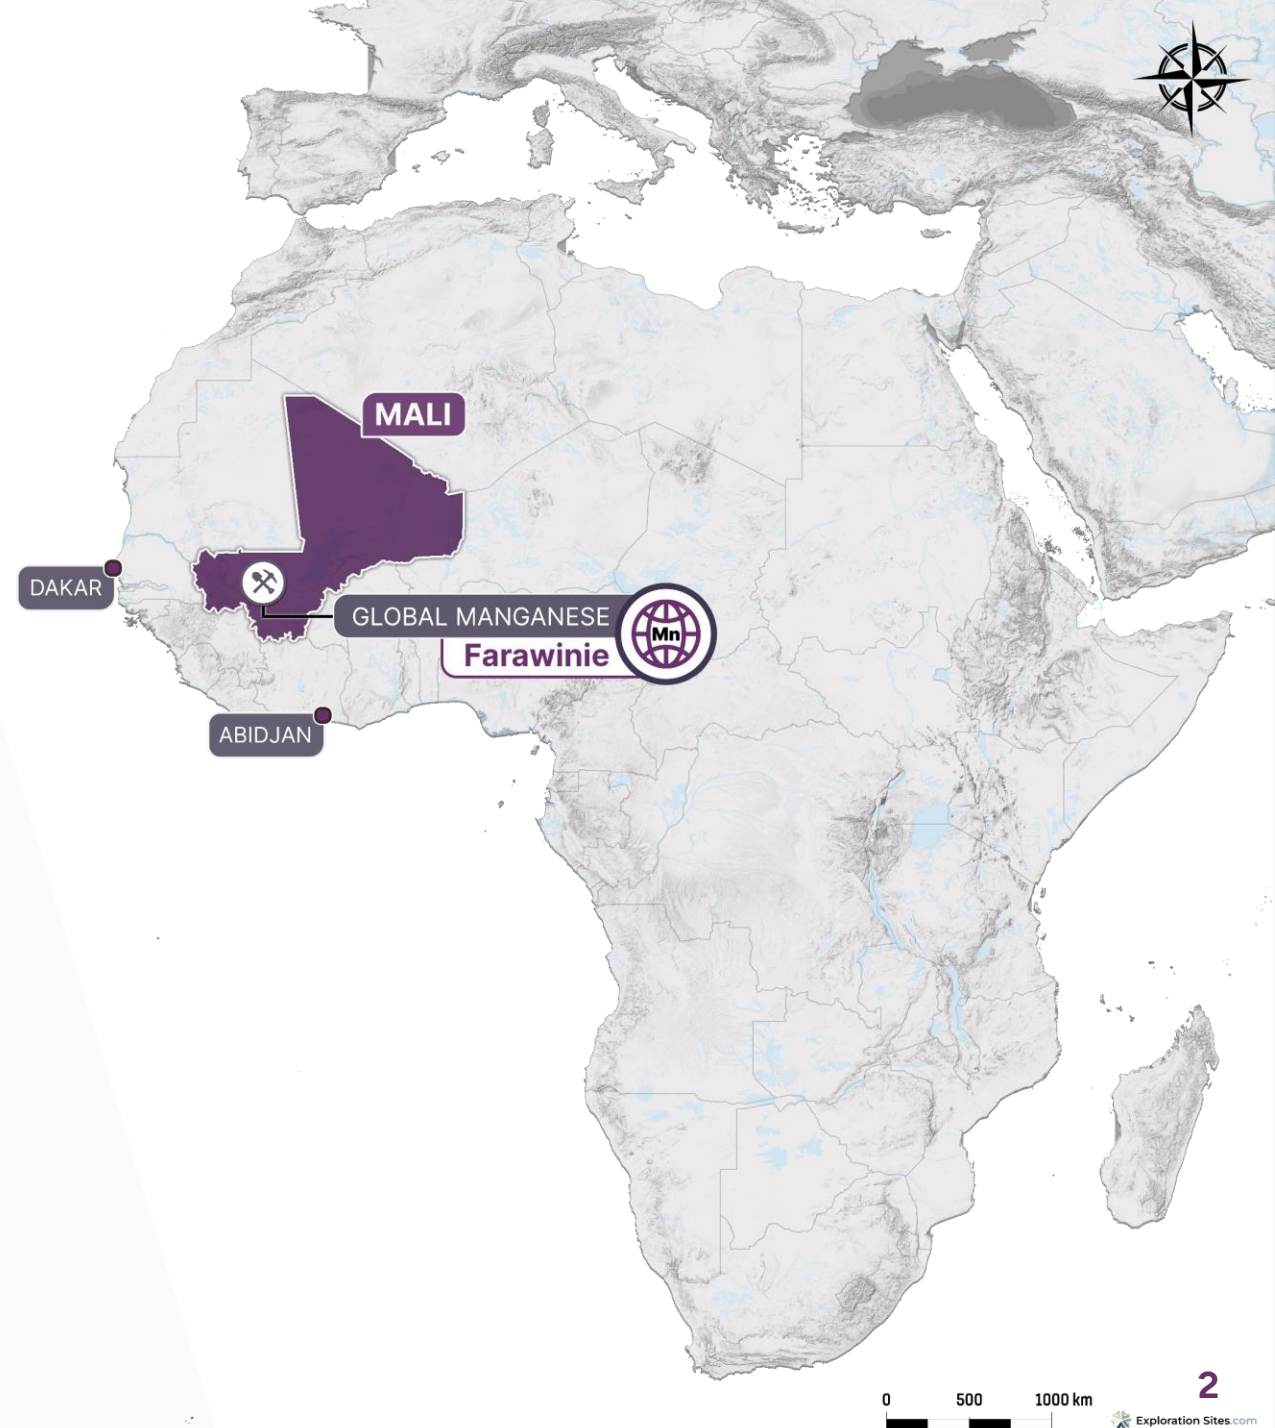 MALI
DAKAR
GLOBAL MANGANESE
Mn
Farawinie
ABIDJAN
2
0 500 1000 km
Exploration Sites.com